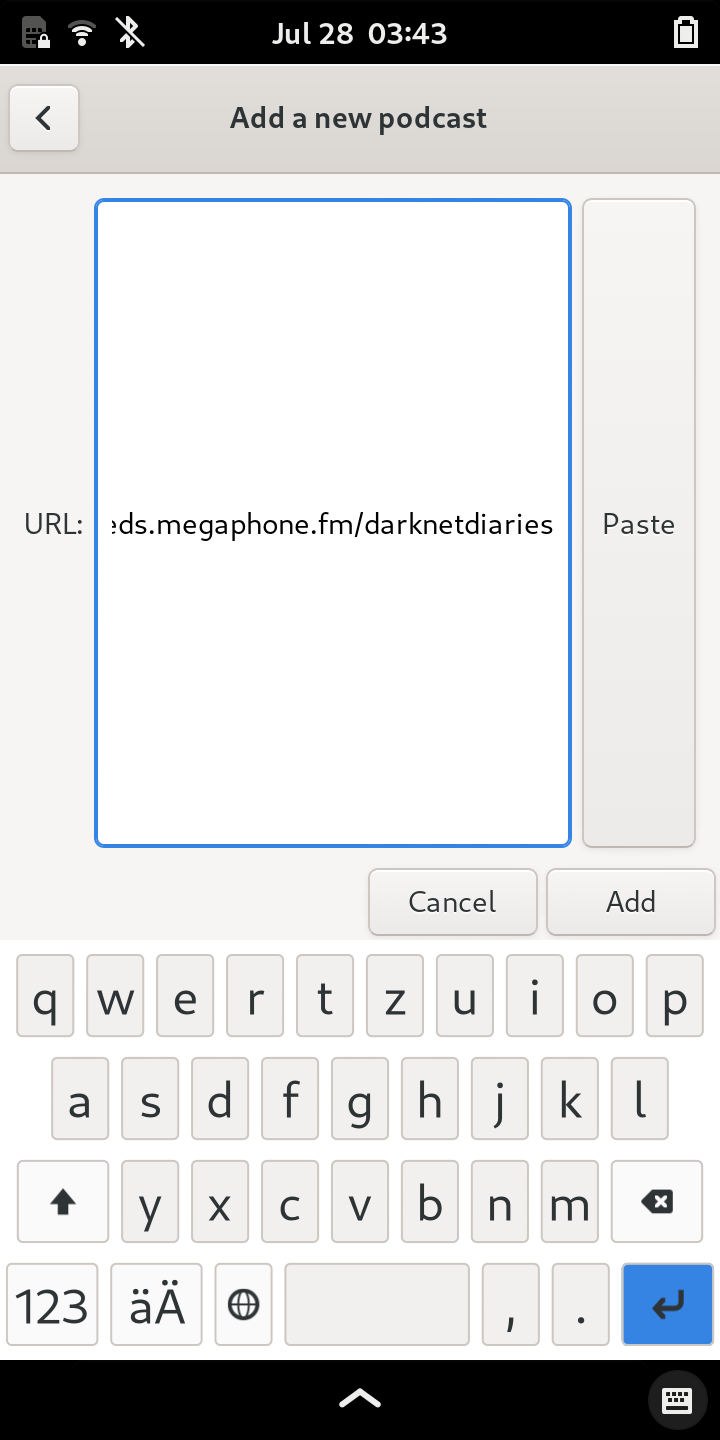 Jul 28 03:43
Add a new podcast
URL: eds.megaphone.fm/darknetdiaries Paste
Cancel Add
q w e r t z u i o p
a s d f g h j k l
y x c v b n m
123 äÄ , .